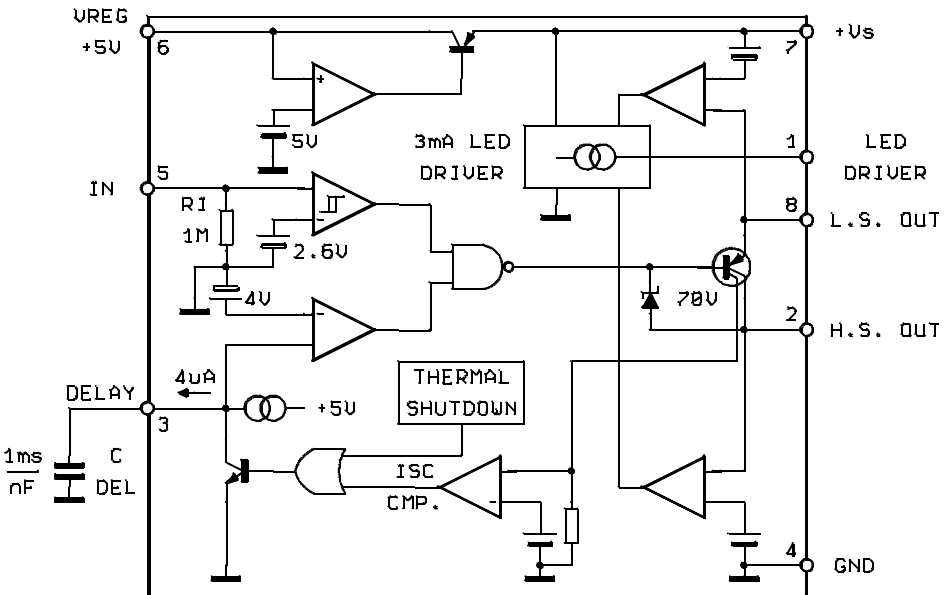 VREG
+5V
6
7
+Vs
+
5V
3mA LED
DRIVER
1
LED
DRIVER
5
IN
RI
1M
-
2.6V
8
L.S. OUT
4V
-
70V
2
H.S. OUT
4uA
DELAY
3
+5V
THERMAL
SHUTDOWN
1ms
nF
C
DEL
ISC
CMP.
-
4
GND